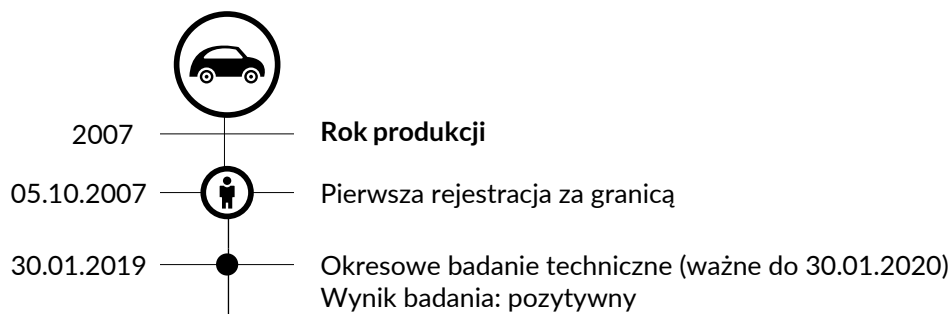 2007 Rok produkcji
05.10.2007 Pierwsza rejestracja za granicą
30.01.2019 Okresowe badanie techniczne (ważne do 30.01.2020)
Wynik badania: pozytywny